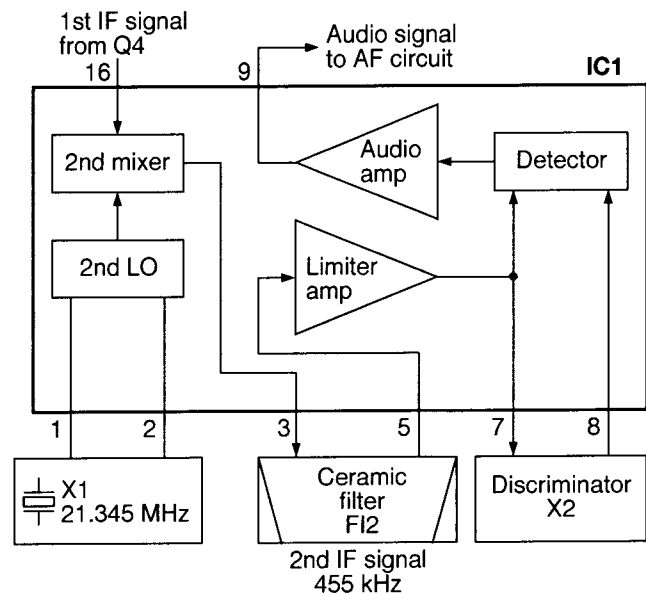 1st IF signal
from Q4
Audio signal
to AF circuit
16
9
IC1
2nd mixer
Audio
amp
Detector
2nd LO
Limiter
amp
1
2
3
5
7
8
X1
21.345 MHz
Ceramic
filter
FI2
Discriminator
X2
2nd IF signal
455 kHz